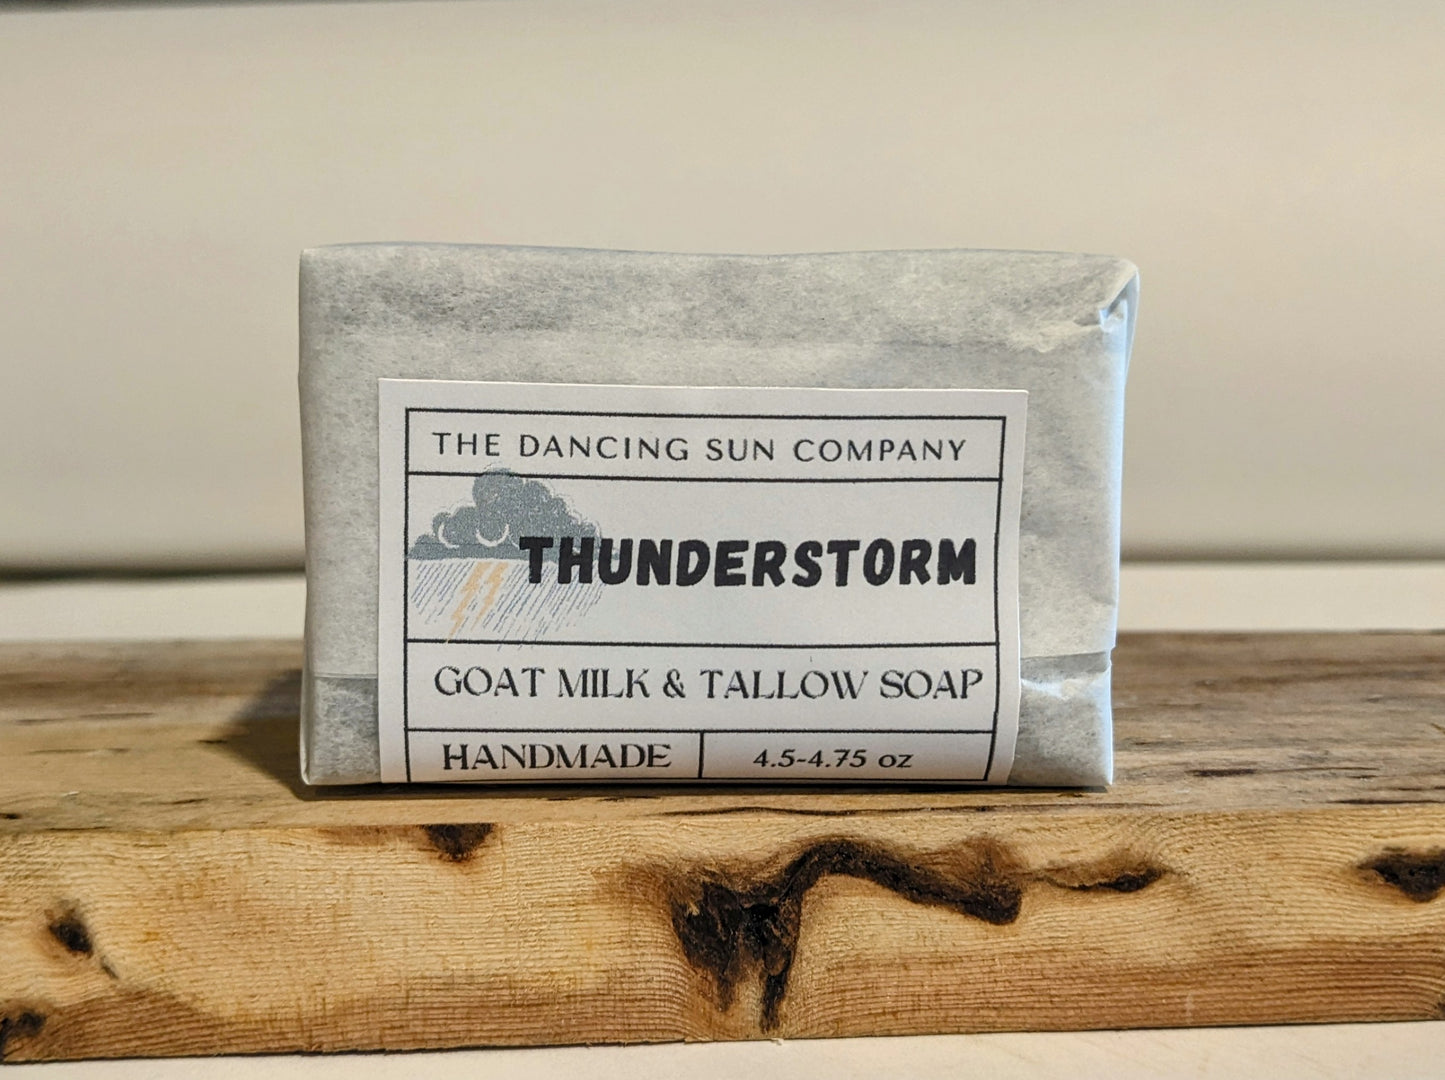 THE DANCING SUN COMPANY
THUNDERSTORM
GOAT MILK & TALLOW SOAP
HANDMADE
4.5-4.75 oz